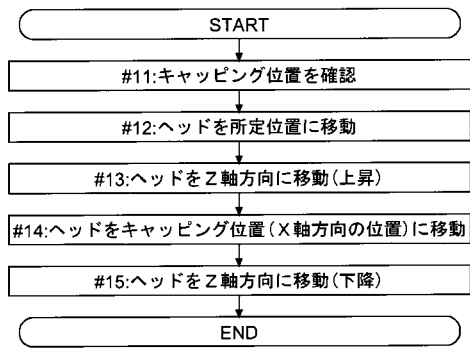 START
#11:キャッピング位置を確認
#12:ヘッドを所定位置に移動
#13:ヘッドをZ軸方向に移動(上昇)
#14:ヘッドをキャッピング位置(X軸方向の位置)に移動
#15:ヘッドをZ軸方向に移動(下降)
END